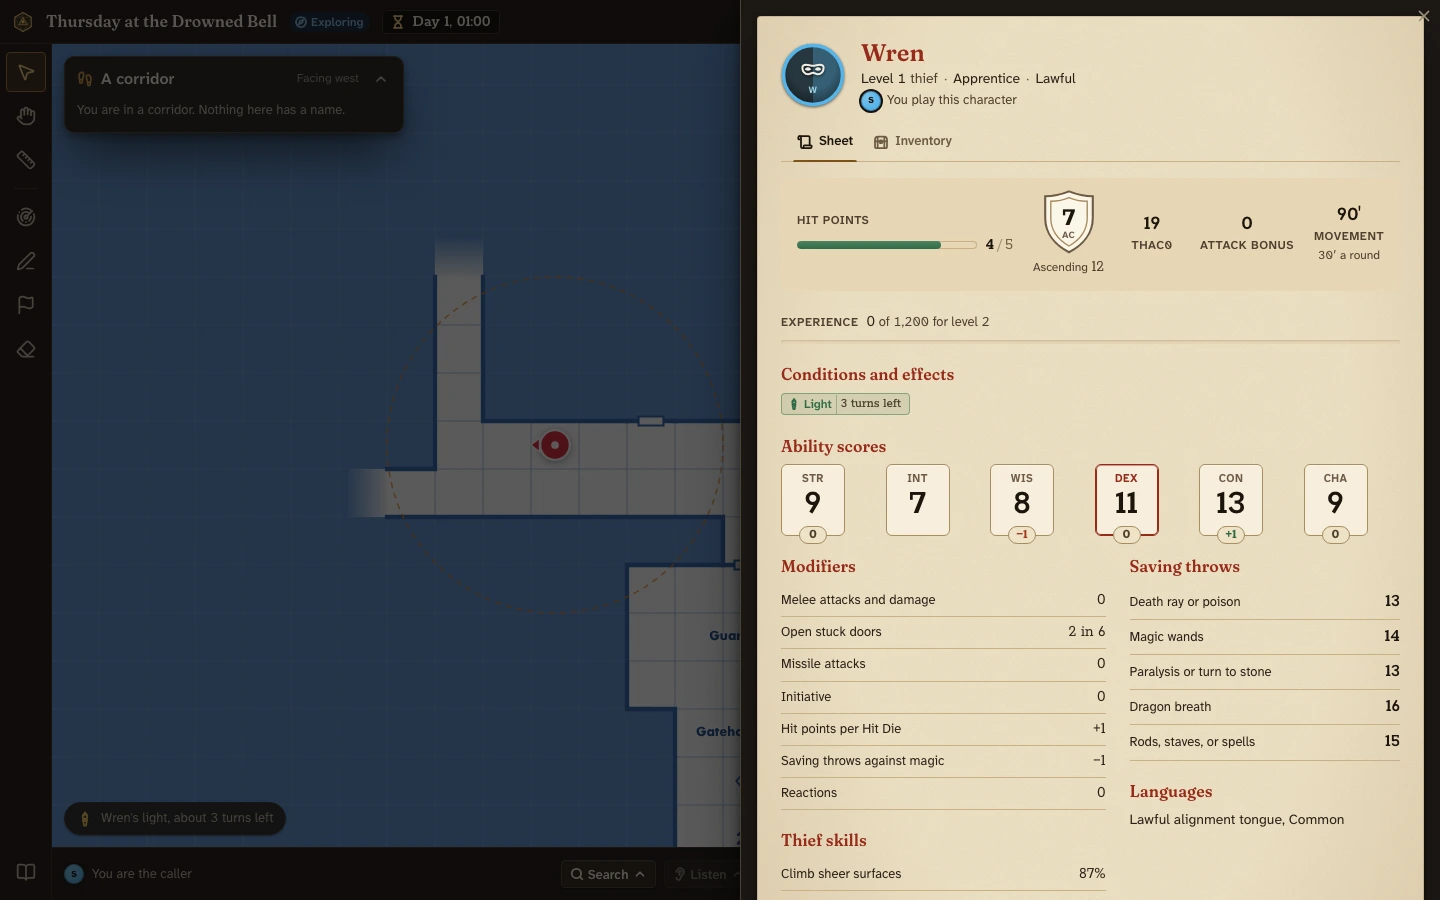 Thursday at the Drowned Bell
Exploring
Day 1, 01:00
A corridor
Facing west
You are in a corridor. Nothing here has a name.
Guar
Gateho
Wren's light, about 3 turns left
S
You are the caller
Search
Listen
W
Wren
Level 1 thief · Apprentice · Lawful
S
You play this character
Sheet
Inventory
HIT POINTS
4/5
7
AC
Ascending 12
19
THAC0
0
ATTACK BONUS
90'
MOVEMENT
30' a round
EXPERIENCE 0 of 1,200 for level 2
Conditions and effects
Light 3 turns left
Ability scores
STR
9
0
INT
7
WIS
8
−1
DEX
11
0
CON
13
+1
CHA
9
0
Modifiers
Melee attacks and damage 0
Open stuck doors 2 in 6
Missile attacks 0
Initiative 0
Hit points per Hit Die +1
Saving throws against magic −1
Reactions 0
Thief skills
Climb sheer surfaces 87%
Saving throws
Death ray or poison 13
Magic wands 14
Paralysis or turn to stone 13
Dragon breath 16
Rods, staves, or spells 15
Languages
Lawful alignment tongue, Common